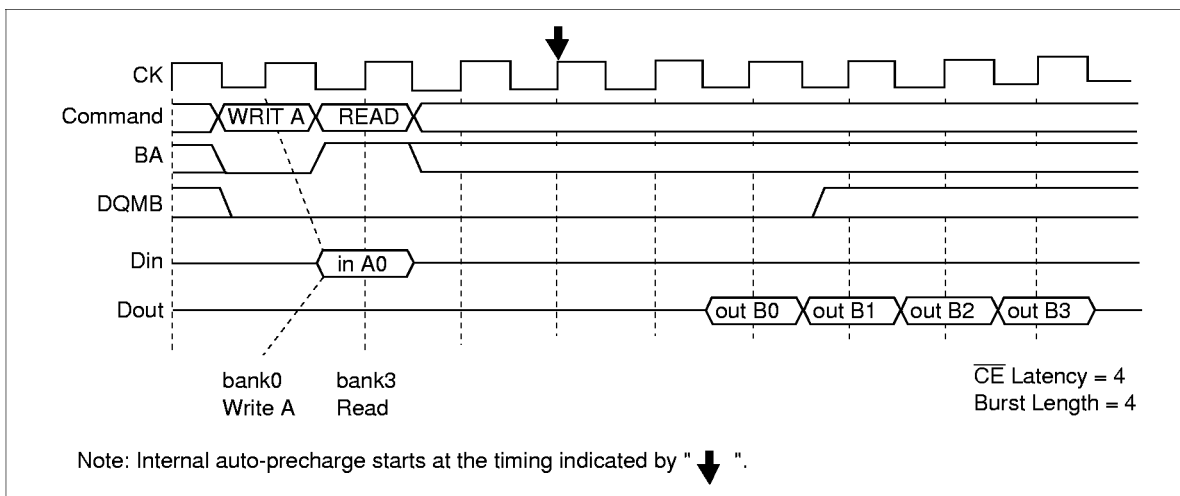 CK
Command WRIT A READ
BA
DQMB
Din in A0
Dout out B0 out B1 out B2 out B3
bank0 bank3
Write A Read
CE Latency = 4
Burst Length = 4
Note: Internal auto-precharge starts at the timing indicated by " ".